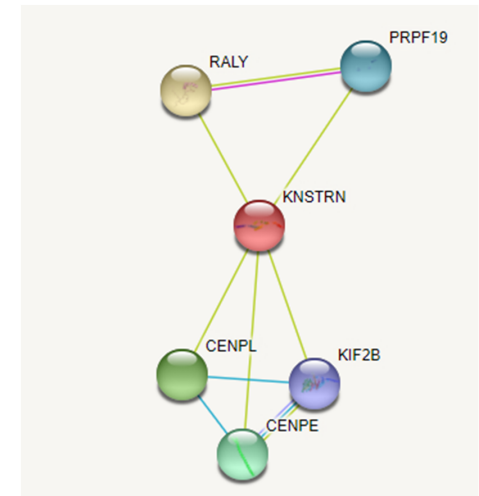 PRPF19
RALY
KNSTRN
CENPL
KIF2B
CENPE